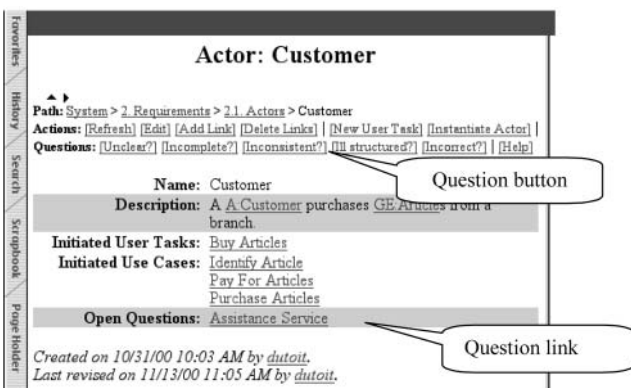 Favorites
History
Search
Scrapbook
Page Holder
Actor: Customer
Path: System > 2. Requirements > 2.1. Actors > Customer
Actions: [Refresh] [Edit] [Add Link] [Delete Links] | [New User Task] [Instantiate Actor] |
Questions: [Unclear?] [Incomplete?] [Inconsistent?] [Ill structured?] [Incorrect?] | [Help]
Question button
Name: Customer
Description: A A:Customer purchases GE:Articles from a
branch.
Initiated User Tasks: Buy Articles
Initiated Use Cases: Identify Article
Pay For Articles
Purchase Articles
Open Questions: Assistance Service
Question link
Created on 10/31/00 10:03 AM by dutoit.
Last revised on 11/13/00 11:05 AM by dutoit.